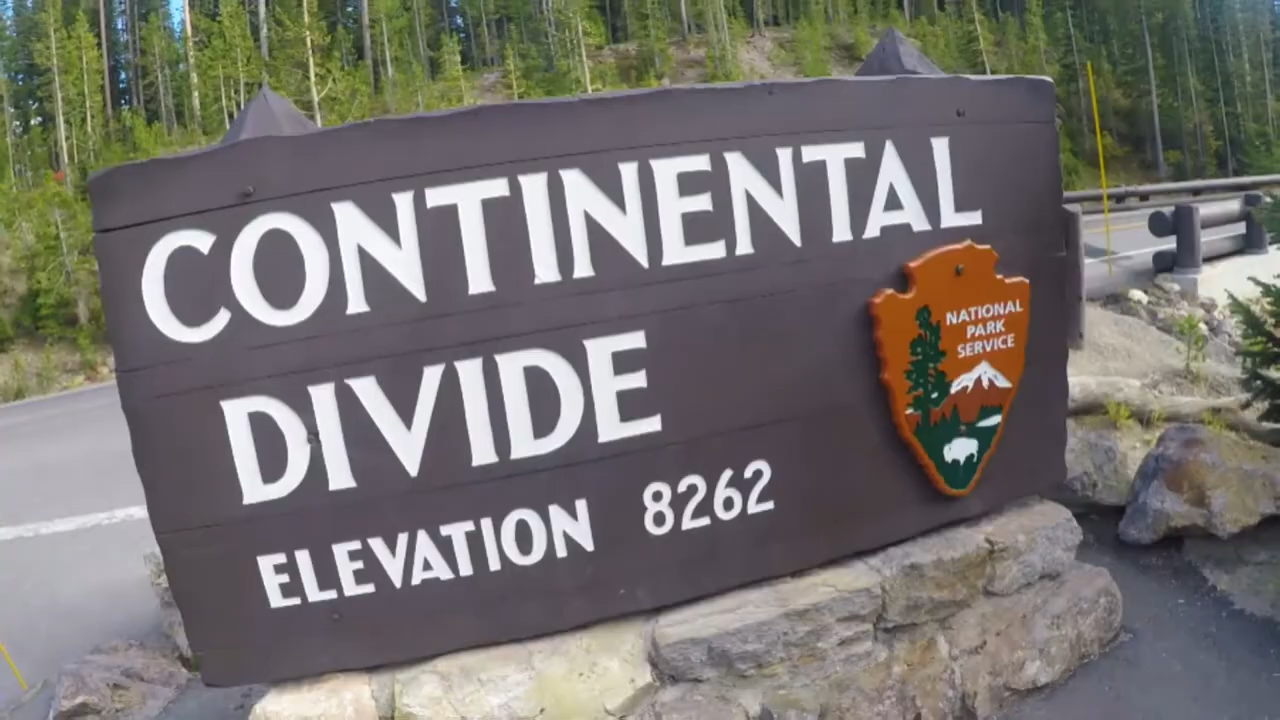 CONTINENTAL
DIVIDE
ELEVATION 8262
NATIONAL
PARK
SERVICE